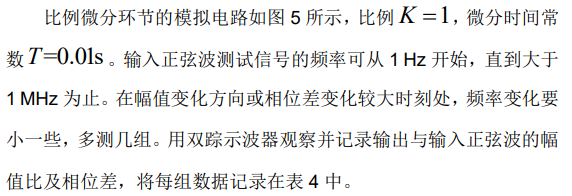 比例微分环节的模拟电路如图 5 所示，比例 K =1，微分时间常
数 T=0.01s 。输入正弦波测试信号的频率可从 1 Hz 开始，直到大于
1 MHz 为止。在幅值变化方向或相位差变化较大时刻处，频率变化要
小一些，多测几组。用双踪示波器观察并记录输出与输入正弦波的幅
值比及相位差，将每组数据记录在表 4 中。